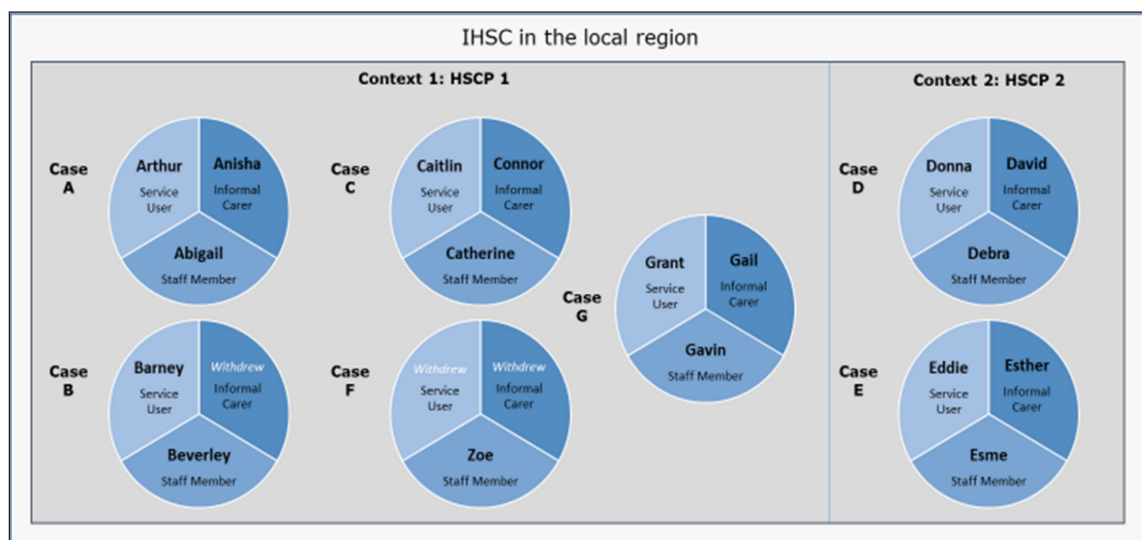 IHSC in the local region
Context 1: HSCP 1
Context 2: HSCP 2
Case
A
Arthur
Service
User
Anisha
Informal
Carer
Abigail
Staff Member
Case
C
Caitlin
Service
User
Connor
Informal
Carer
Catherine
Staff Member
Case
G
Grant
Service
User
Gail
Informal
Carer
Gavin
Staff Member
Case
D
Donna
Service
User
David
Informal
Carer
Debra
Staff Member
Case
B
Barney
Service
User
Withdrew
Informal
Carer
Beverley
Staff Member
Case
F
Withdrew
Service
User
Withdrew
Informal
Carer
Zoe
Staff Member
Case
E
Eddie
Service
User
Esther
Informal
Carer
Esme
Staff Member